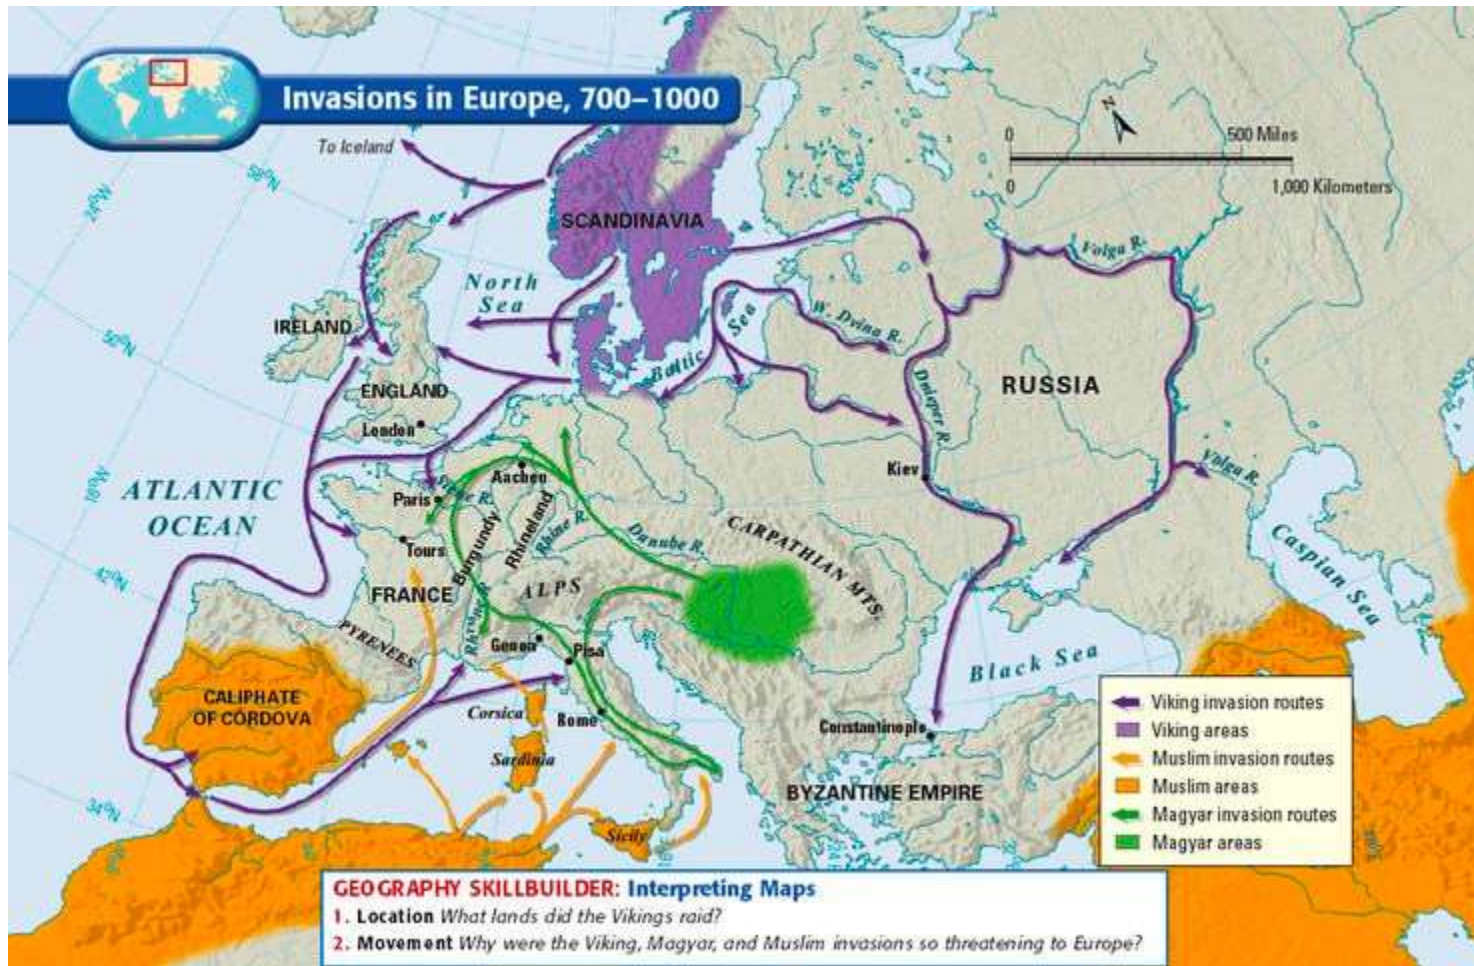 Invasions in Europe, 700–1000
To Iceland
N
0
500 Miles
0
1,000 Kilometers
58°N
50°N
42°N
34°N
SCANDINAVIA
North
Sea
Volga R.
IRELAND
W. Dvina R.
Baltic
Sea
ENGLAND
Dnieper R.
RUSSIA
London
Kiev
Volga R.
Aachen
ATLANTIC
OCEAN
Paris
Seine R.
Rhineland
Rhine R.
Burgundy
Danube R.
CARPATHIAN MTS.
Tours
Caspian Sea
FRANCE
ALPS
Rhone R.
PYRENEES
Genoa
Pisa
Black Sea
CALIPHATE
OF CÓRDOVA
Corsica
Rome
Constantinople
Sardinia
BYZANTINE EMPIRE
Sicily
Viking invasion routes
Viking areas
Muslim invasion routes
Muslim areas
Magyar invasion routes
Magyar areas
GEOGRAPHY SKILLBUILDER: Interpreting Maps
1. Location What lands did the Vikings raid?
2. Movement Why were the Viking, Magyar, and Muslim invasions so threatening to Europe?